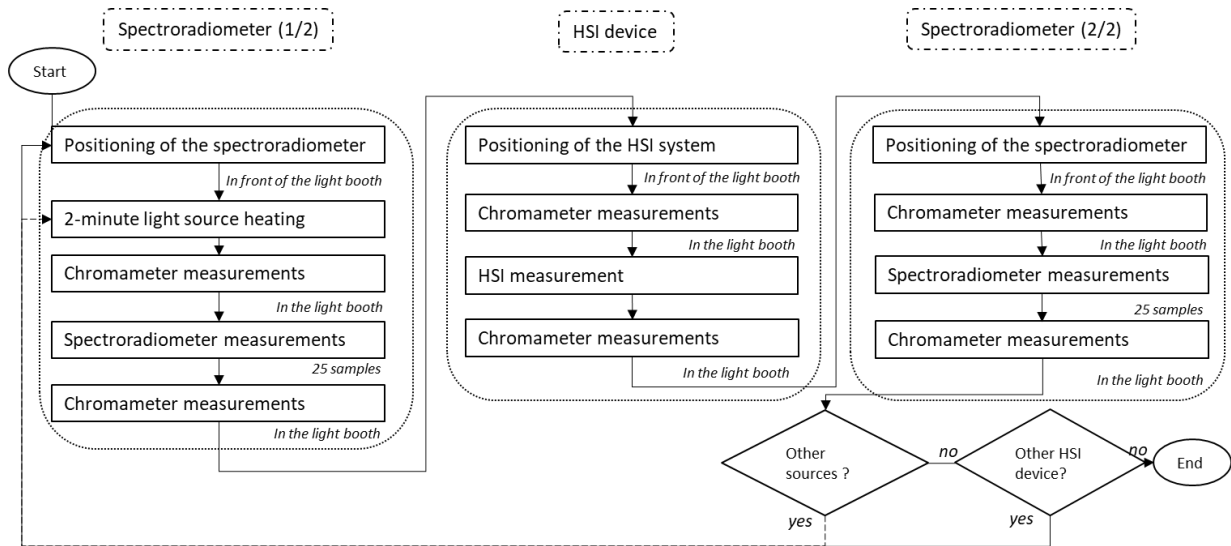 Spectroradiometer (1/2)
HSI device
Spectroradiometer (2/2)
Start
Positioning of the spectroradiometer
In front of the light booth
2-minute light source heating
Chromameter measurements
In the light booth
Spectroradiometer measurements
25 samples
Chromameter measurements
In the light booth
Positioning of the HSI system
In front of the light booth
Chromameter measurements
In the light booth
HSI measurement
Chromameter measurements
In the light booth
Positioning of the spectroradiometer
In front of the light booth
Chromameter measurements
In the light booth
Spectroradiometer measurements
25 samples
Chromameter measurements
In the light booth
Other
sources ?
no
yes
Other HSI
device?
no
yes
End